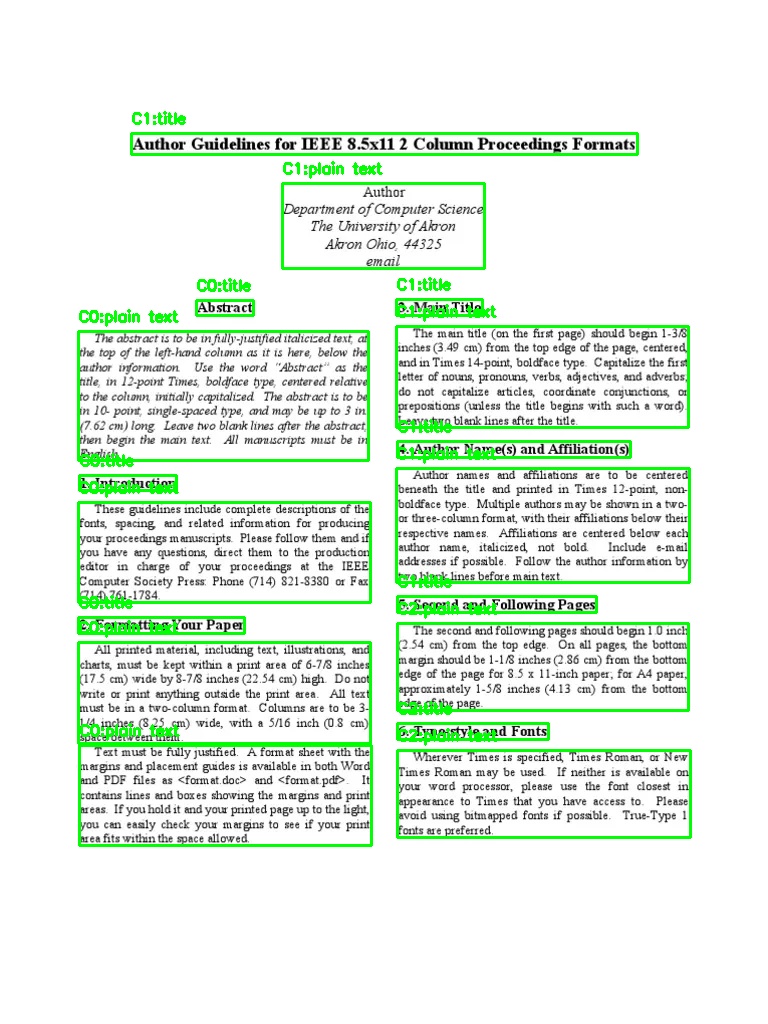 C1:title
Author Guidelines for IEEE 8.5x11 2 Column Proceedings Formats
C1:plain text
Author
Department of Computer Science
The University of Akron
Akron Ohio, 44325
email
C0:title
Abstract
C0:plain text
The abstract is to be in fully-justified italicized text, at
the top of the left-hand column as it is here, below the
author information. Use the word “Abstract” as the
title, in 12-point Times, boldface type, centered relative
to the column, initially capitalized. The abstract is to be
in 10- point, single-spaced type, and may be up to 3 in.
(7.62 cm) long. Leave two blank lines after the abstract,
then begin the main text. All manuscripts must be in
English.
C0:title
1. Introduction
C0:plain text
These guidelines include complete descriptions of the
fonts, spacing, and related information for producing
your proceedings manuscripts. Please follow them and if
you have any questions, direct them to the production
editor in charge of your proceedings at the IEEE
Computer Society Press: Phone (714) 821-8380 or Fax
(714) 761-1784.
C0:title
2. Formatting Your Paper
C0:plain text
All printed material, including text, illustrations, and
charts, must be kept within a print area of 6-7/8 inches
(17.5 cm) wide by 8-7/8 inches (22.54 cm) high. Do not
write or print anything outside the print area. All text
must be in a two-column format. Columns are to be 3-
1/4 inches (8.25 cm) wide, with a 5/16 inch (0.8 cm)
space between them.
C0:plain text
Text must be fully justified. A format sheet with the
margins and placement guides is available in both Word
and PDF files as <format.doc> and <format.pdf>. It
contains lines and boxes showing the margins and print
areas. If you hold it and your printed page up to the light,
you can easily check your margins to see if your print
area fits within the space allowed.
C1:title
3. Main Title
C1:plain text
The main title (on the first page) should begin 1-3/8
inches (3.49 cm) from the top edge of the page, centered,
and in Times 14-point, boldface type. Capitalize the first
letter of nouns, pronouns, verbs, adjectives, and adverbs;
do not capitalize articles, coordinate conjunctions, or
prepositions (unless the title begins with such a word).
Leave two blank lines after the title.
C1:title
4. Author Name(s) and Affiliation(s)
C1:plain text
Author names and affiliations are to be centered
beneath the title and printed in Times 12-point, non-
boldface type. Multiple authors may be shown in a two-
or three-column format, with their affiliations below their
respective names. Affiliations are centered below each
author name, italicized, not bold. Include e-mail
addresses if possible. Follow the author information by
two blank lines before main text.
C1:title
5. Second and Following Pages
C2:plain text
The second and following pages should begin 1.0 inch
(2.54 cm) from the top edge. On all pages, the bottom
margin should be 1-1/8 inches (2.86 cm) from the bottom
edge of the page for 8.5 x 11-inch paper; for A4 paper,
approximately 1-5/8 inches (4.13 cm) from the bottom
edge of the page.
C2:title
6. Type-style and Fonts
C2:plain text
Wherever Times is specified, Times Roman, or New
Times Roman may be used. If neither is available on
your word processor, please use the font closest in
appearance to Times that you have access to. Please
avoid using bitmapped fonts if possible. True-Type 1
fonts are preferred.